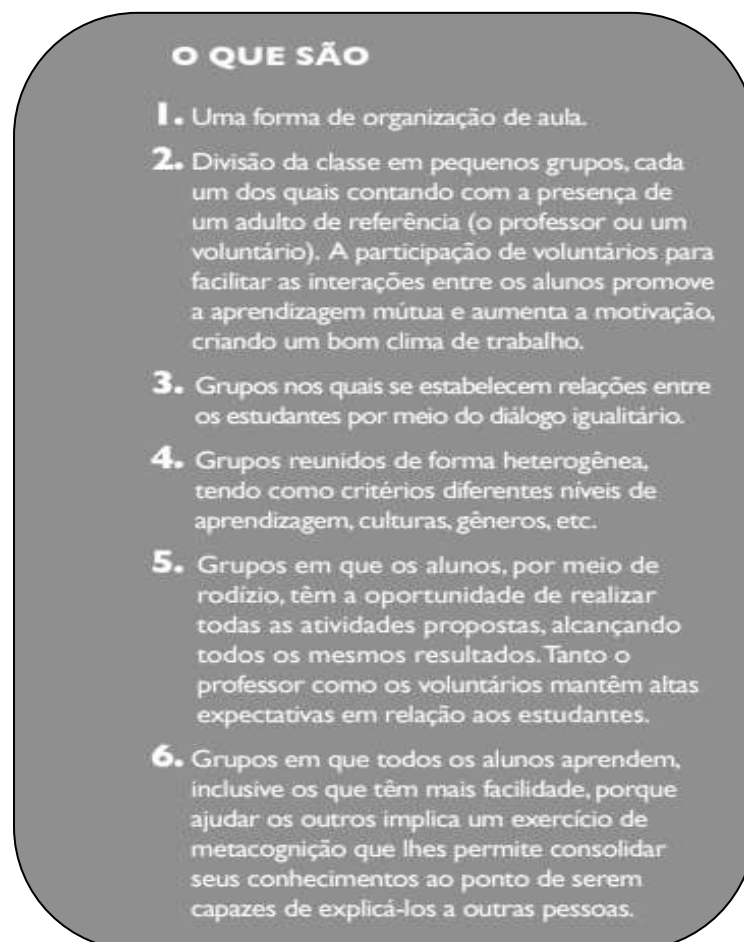 O QUE SÃO
1. Uma forma de organização de aula.
2. Divisão da classe em pequenos grupos, cada
um dos quais contando com a presença de
um adulto de referência (o professor ou um
voluntário). A participação de voluntários para
facilitar as interações entre os alunos promove
a aprendizagem mútua e aumenta a motivação,
criando um bom clima de trabalho.
3. Grupos nos quais se estabelecem relações entre
os estudantes por meio do diálogo igualitário.
4. Grupos reunidos de forma heterogênea,
tendo como critérios diferentes níveis de
aprendizagem, culturas, gêneros, etc.
5. Grupos em que os alunos, por meio de
rodízio, têm a oportunidade de realizar
todas as atividades propostas, alcançando
todos os mesmos resultados. Tanto o
professor como os voluntários mantêm altas
expectativas em relação aos estudantes.
6. Grupos em que todos os alunos aprendem,
inclusive os que têm mais facilidade, porque
ajudar os outros implica um exercício de
metacognição que lhes permite consolidar
seus conhecimentos ao ponto de serem
capazes de explicá-los a outras pessoas.